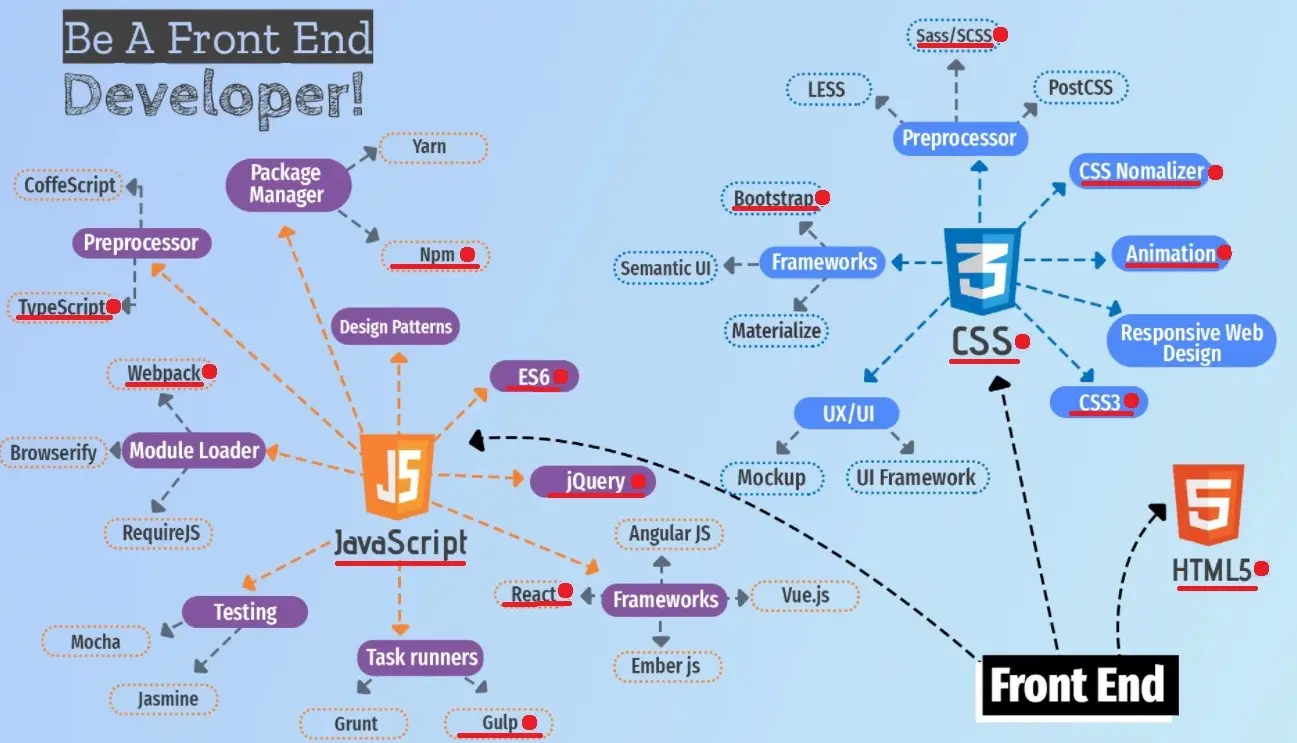 Be A Front End
Developer!
Sass/SCSS
LESS
PostCSS
Preprocessor
CSS Nomalizer
Bootstrap
Animation
Semantic UI
Frameworks
Materialize
3
CSS
Responsive Web
Design
CSS3
UX/UI
Mockup
UI Framework
Yarn
Package
Manager
CoffeScript
Preprocessor
Npm
TypeScript
Design Patterns
Webpack
ES6
Browserify
Module Loader
JS
jQuery
RequireJS
JavaScript
Angular JS
React
Frameworks
Vue.js
Ember js
Testing
Mocha
Jasmine
Task runners
Grunt
Gulp
5
HTML5
Front End